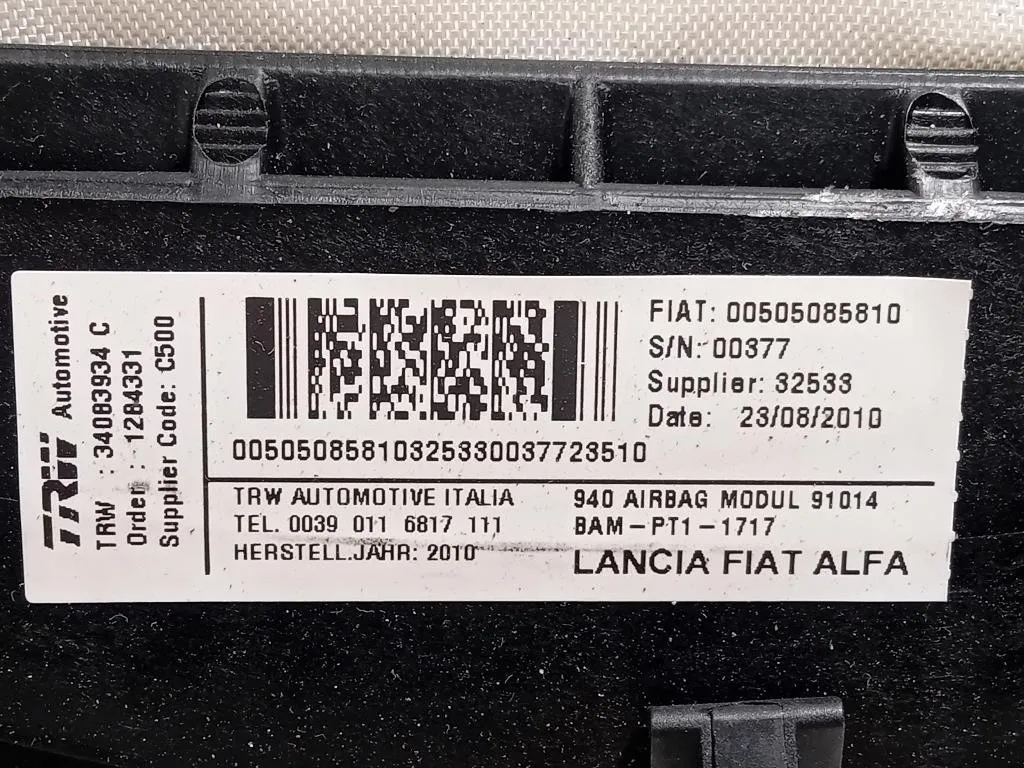 TRW Automotive
TRW : 34083934 C
Order : 1284331
Supplier Code: C500
00505085810325330037723510
FIAT: 00505085810
S/N: 00377
Supplier: 32533
Date: 23/08/2010
TRW AUTOMOTIVE ITALIA
TEL. 0039 011 6817 111
HERSTELL.JAHR: 2010
940 AIRBAG MODUL 91014
BAM-PT1-1717
LANCIA FIAT ALFA